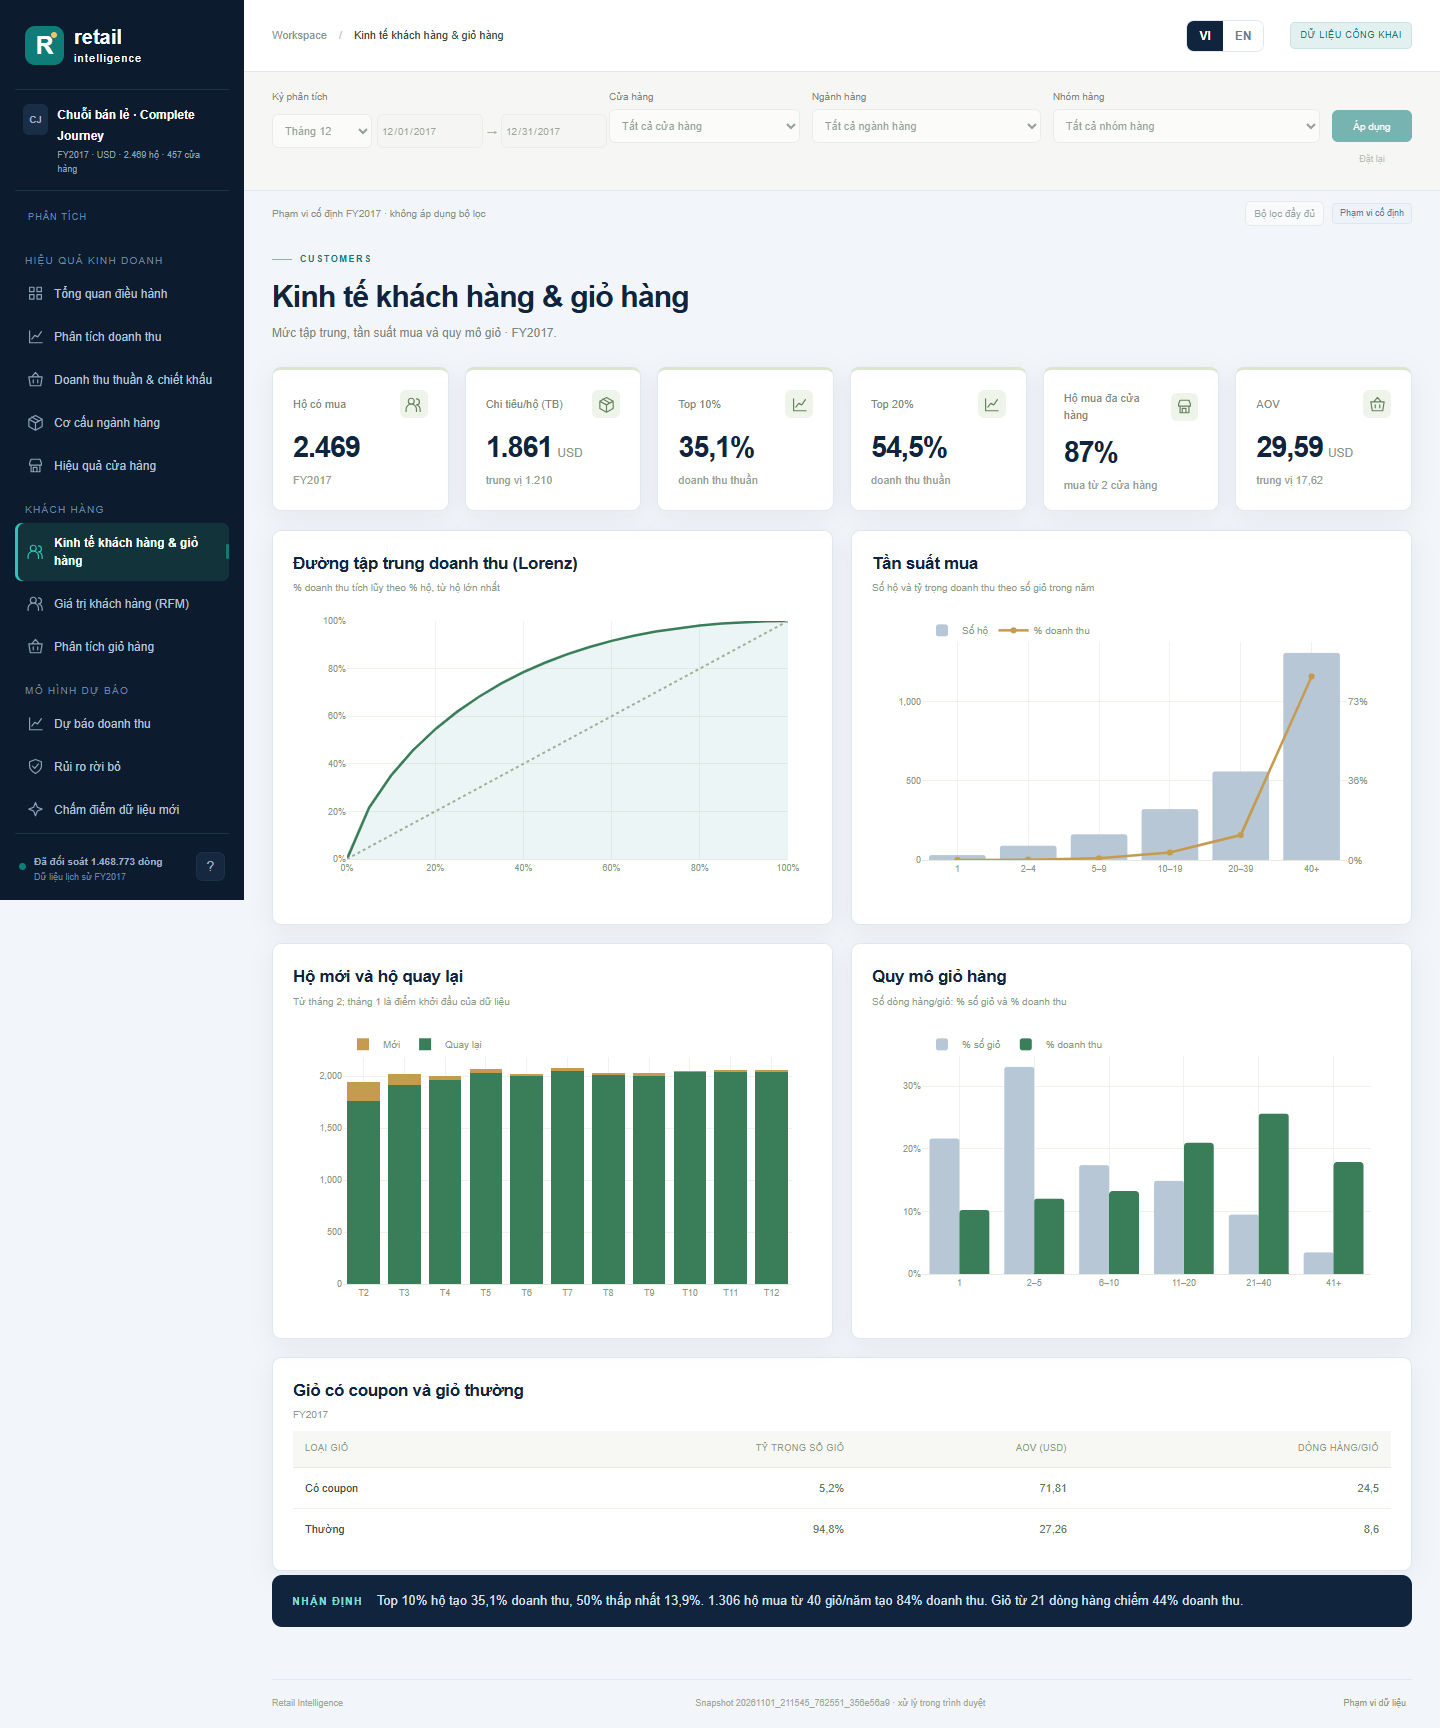 retail
intelligence
CJ
Chuỗi bán lẻ · Complete
Journey
FY2017 · USD · 2.469 hộ · 457 cửa
hàng
PHÂN TÍCH
HIỆU QUẢ KINH DOANH
Tổng quan điều hành
Phân tích doanh thu
Doanh thu thuần & chiết khấu
Cơ cấu ngành hàng
Hiệu quả cửa hàng
KHÁCH HÀNG
Kinh tế khách hàng & giỏ
hàng
Giá trị khách hàng (RFM)
Phân tích giỏ hàng
MÔ HÌNH DỰ BÁO
Dự báo doanh thu
Rủi ro rời bỏ
Chấm điểm dữ liệu mới
Đã đối soát 1.468.773 dòng
Dữ liệu lịch sử FY2017
?
Workspace / Kinh tế khách hàng & giỏ hàng
VI EN
DỮ LIỆU CÔNG KHAI
Kỳ phân tích
Tháng 12
12/01/2017 → 12/31/2017
Cửa hàng
Tất cả cửa hàng
Ngành hàng
Tất cả ngành hàng
Nhóm hàng
Tất cả nhóm hàng
Áp dụng
Đặt lại
Phạm vi cố định FY2017 · không áp dụng bộ lọc
Bộ lọc đầy đủ
Phạm vi cố định
CUSTOMERS
Kinh tế khách hàng & giỏ hàng
Mức tập trung, tần suất mua và quy mô giỏ · FY2017.
Hộ có mua
2.469
FY2017
Chi tiêu/hộ (TB)
1.861 USD
trung vị 1.210
Top 10%
35,1%
doanh thu thuần
Top 20%
54,5%
doanh thu thuần
Hộ mua đa cửa
hàng
87%
mua từ 2 cửa hàng
AOV
29,59 USD
trung vị 17,62
Đường tập trung doanh thu (Lorenz)
% doanh thu tích lũy theo % hộ, từ hộ lớn nhất
100%
80%
60%
40%
20%
0%
0% 20% 40% 60% 80% 100%
Tần suất mua
Số hộ và tỷ trọng doanh thu theo số giỏ trong năm
Số hộ % doanh thu
1,000 73%
500 36%
0 0%
1 2–4 5–9 10–19 20–39 40+
Hộ mới và hộ quay lại
Từ tháng 2; tháng 1 là điểm khởi đầu của dữ liệu
Mới Quay lại
2,000
1,500
1,000
500
0
T2 T3 T4 T5 T6 T7 T8 T9 T10 T11 T12
Quy mô giỏ hàng
Số dòng hàng/giỏ: % số giỏ và % doanh thu
% số giỏ % doanh thu
30%
20%
10%
0%
1 2–5 6–10 11–20 21–40 41+
Giỏ có coupon và giỏ thường
FY2017
LOẠI GIỎ TỶ TRỌNG SỐ GIỎ AOV (USD) DÒNG HÀNG/GIỎ
Có coupon 5,2% 71,81 24,5
Thường 94,8% 27,26 8,6
NHẬN ĐỊNH Top 10% hộ tạo 35,1% doanh thu, 50% thấp nhất 13,9%. 1.306 hộ mua từ 40 giỏ/năm tạo 84% doanh thu. Giỏ từ 21 dòng hàng chiếm 44% doanh thu.
Retail Intelligence
Snapshot 20261101_211545_762551_356e56a9 · xử lý trong trình duyệt
Phạm vi dữ liệu